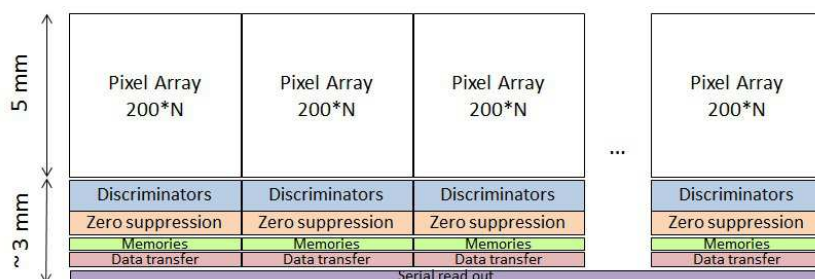 5 mm
Pixel Array Pixel Array Pixel Array Pixel Array
200*N 200*N 200*N 200*N
...
~ 3 mm
Discriminators Discriminators Discriminators Discriminators
Zero suppression Zero suppression Zero suppression Zero suppression
Memories Memories Memories Memories
Data transfer Data transfer Data transfer Data transfer
Serial read out